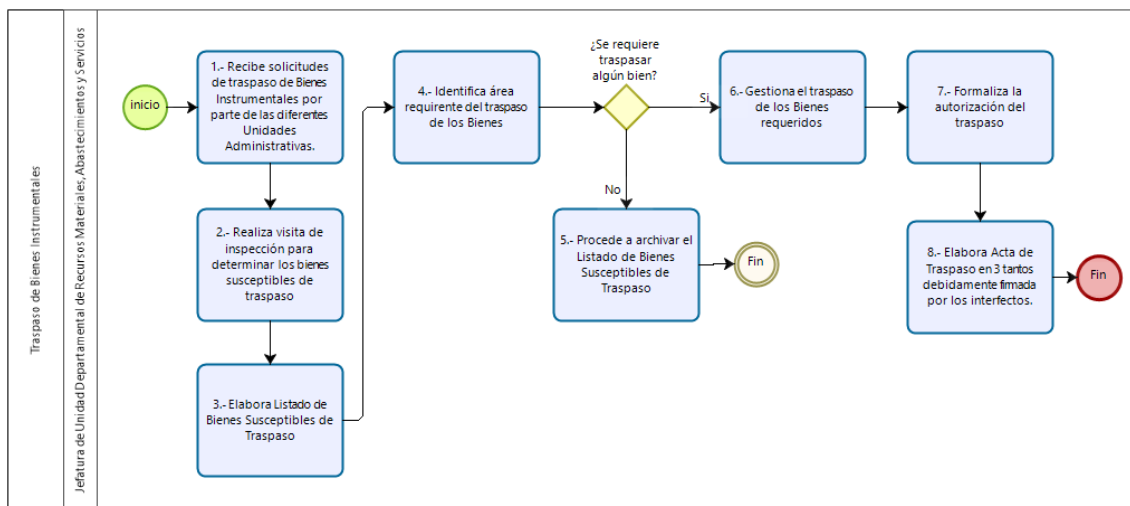 Traspaso de Bienes Instrumentales
Jefatura de Unidad Departamental de Recursos Materiales, Abastecimientos y Servicios
inicio
1.- Recibe solicitudes
de traspaso de Bienes
Instrumentales por
parte de las diferentes
Unidades
Administrativas.
2.- Realiza visita de
inspección para
determinar los bienes
susceptibles de
traspaso
3.- Elabora Listado de
Bienes Susceptibles de
Traspaso
4.- Identifica área
requirente del traspaso
de los Bienes
¿Se requiere
traspasar
algún bien?
Si
No
5.- Procede a archivar el
Listado de Bienes
Susceptibles de
Traspaso
Fin
6.- Gestiona el traspaso
de los Bienes
requeridos
7.- Formaliza la
autorización del
traspaso
8.- Elabora Acta de
Traspaso en 3 tantos
debidamente firmada
por los interfectos.
Fin